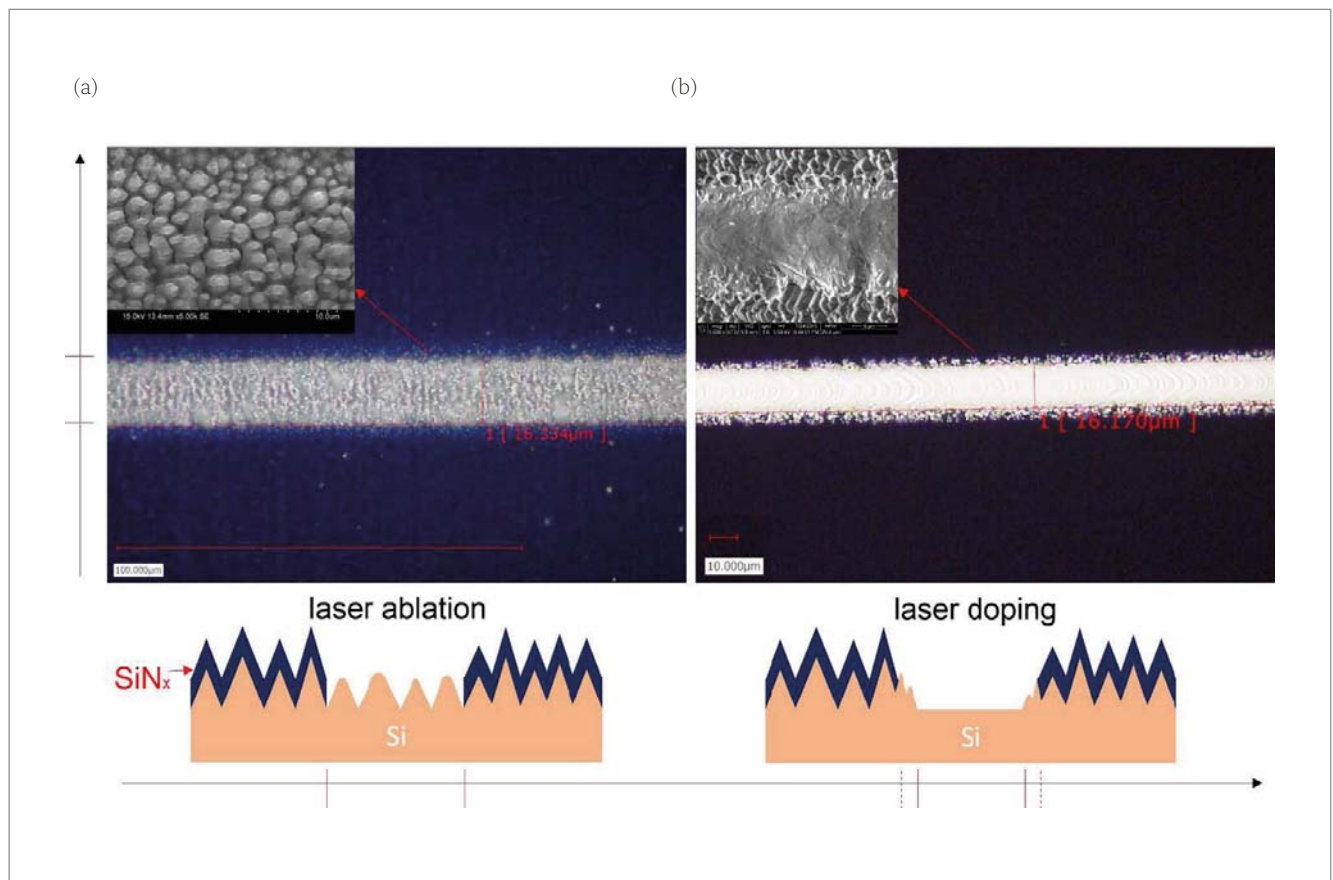 (a)
(b)
15.0kV 13.4mm x5.00k SE
10.0um
1 [ 16.334µm ]
1 [ 16.170µm ]
100.000µm
10.000µm
laser ablation
laser doping
SiNx
Si
Si